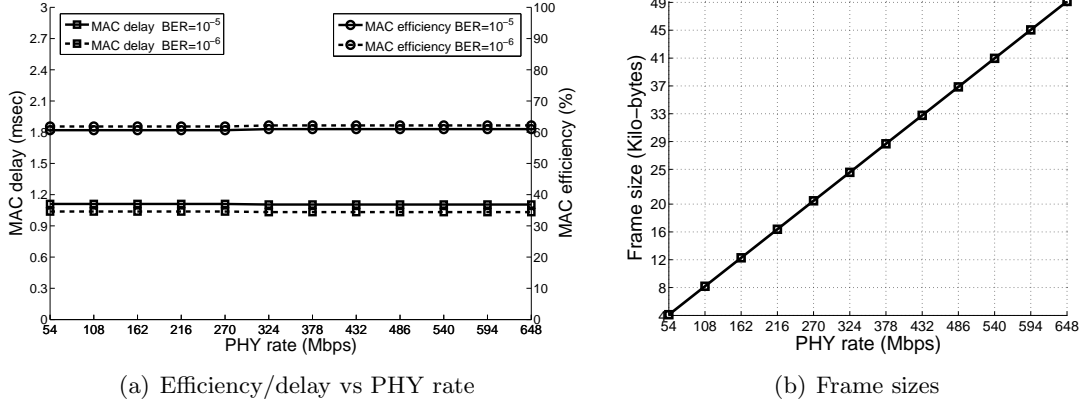 3
2.7
2.4
2.1
1.8
1.5
1.2
0.9
0.6
0.3
0
MAC delay (msec)
MAC delay BER=10⁻⁵
MAC delay BER=10⁻⁶
MAC efficiency BER=10⁻⁵
MAC efficiency BER=10⁻⁶
100
90
80
70
60
50
40
30
20
10
0
MAC efficiency (%)
54 108 162 216 270 324 378 432 486 540 594 648
PHY rate (Mbps)
(a) Efficiency/delay vs PHY rate
49
45
41
37
33
29
25
20
16
12
8
4
Frame size (Kilo−bytes)
54 108 162 216 270 324 378 432 486 540 594 648
PHY rate (Mbps)
(b) Frame sizes